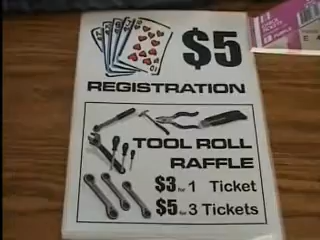 $5
REGISTRATION
TOOL ROLL
RAFFLE
$3 for 1 Ticket
$5 for 3 Tickets